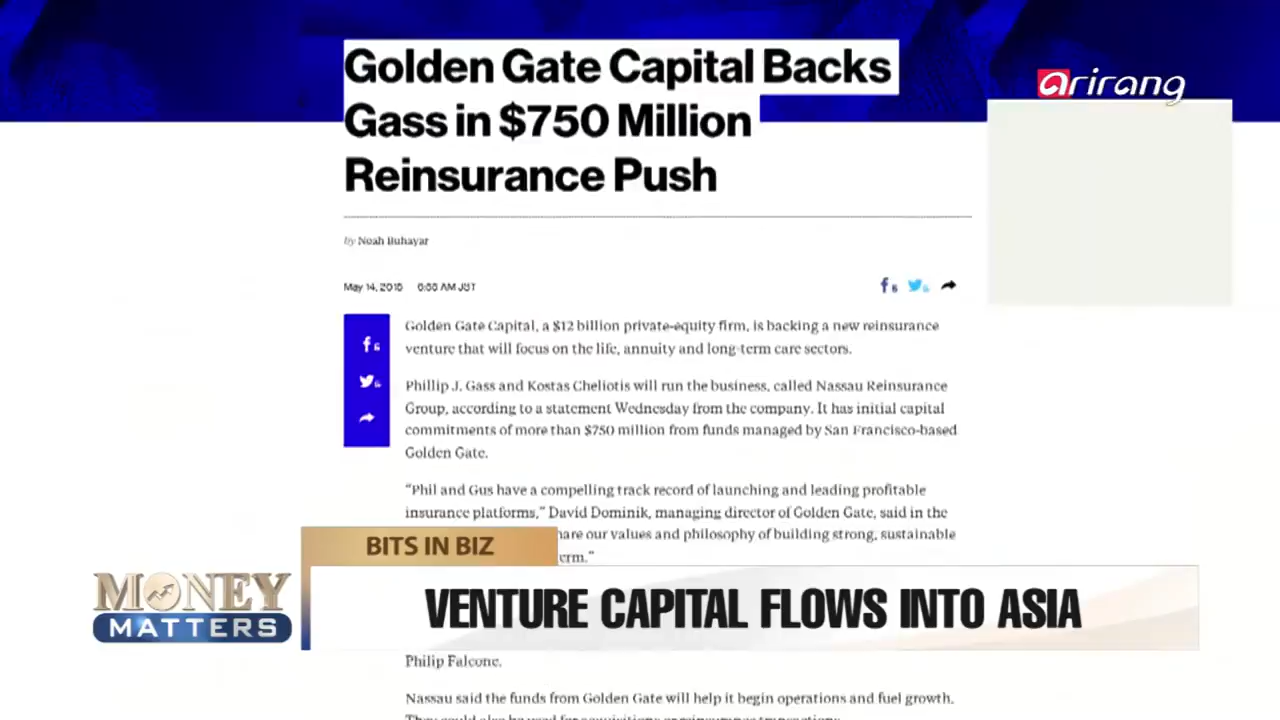 Golden Gate Capital Backs
Gass in $750 Million
Reinsurance Push
arirang
by Noah Buhayar
May 14, 2015 6:55 AM JST
6 6
Golden Gate Capital, a $12 billion private-equity firm, is backing a new reinsurance
venture that will focus on the life, annuity and long-term care sectors.
6
6
Phillip J. Gass and Kostas Cheliotis will run the business, called Nassau Reinsurance
Group, according to a statement Wednesday from the company. It has initial capital
commitments of more than $750 million from funds managed by San Francisco-based
Golden Gate.
“Phil and Gus have a compelling track record of launching and leading profitable
insurance platforms,” David Dominik, managing director of Golden Gate, said in the
our values and philosophy of building strong, sustainable
BITS IN BIZ
MONEY
MATTERS
VENTURE CAPITAL FLOWS INTO ASIA
Philip Falcone.
Nassau said the funds from Golden Gate will help it begin operations and fuel growth.